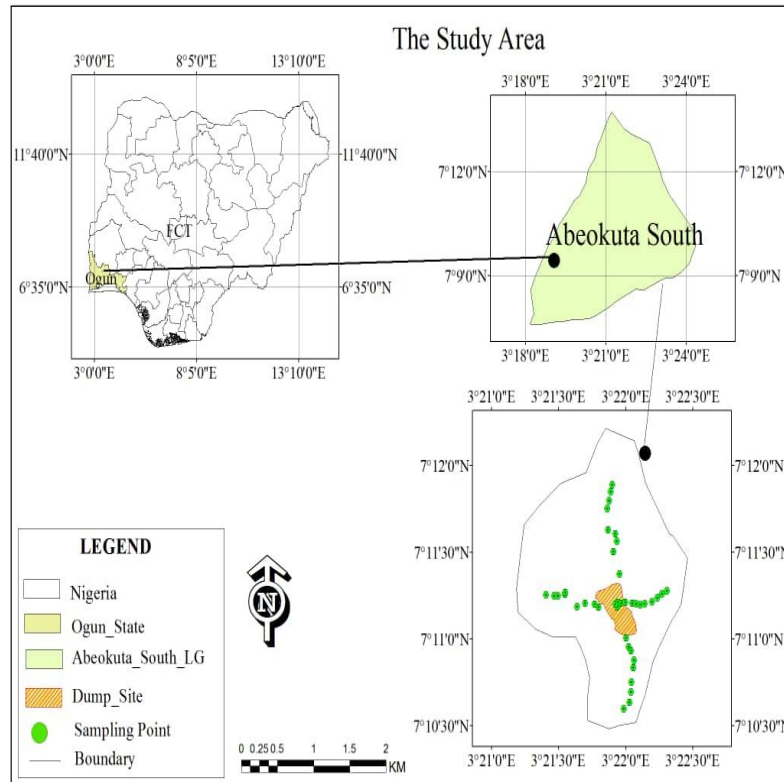 The Study Area
3°0'0"E 8°5'0"E 13°10'0"E
11°40'0"N 11°40'0"N
FCT
Ogun
6°35'0"N 6°35'0"N
3°0'0"E 8°5'0"E 13°10'0"E
3°18'0"E 3°21'0"E 3°24'0"E
7°12'0"N 7°12'0"N
Abeokuta South
7°9'0"N 7°9'0"N
3°18'0"E 3°21'0"E 3°24'0"E
3°21'0"E 3°21'30"E 3°22'0"E 3°22'30"E
7°12'0"N 7°12'0"N
7°11'30"N 7°11'30"N
7°11'0"N 7°11'0"N
7°10'30"N 7°10'30"N
3°21'0"E 3°21'30"E 3°22'0"E 3°22'30"E
LEGEND
Nigeria
Ogun_State
Abeokuta_South_LG
Dump_Site
Sampling Point
Boundary
N
0 0.25 0.5 1 1.5 2
KM